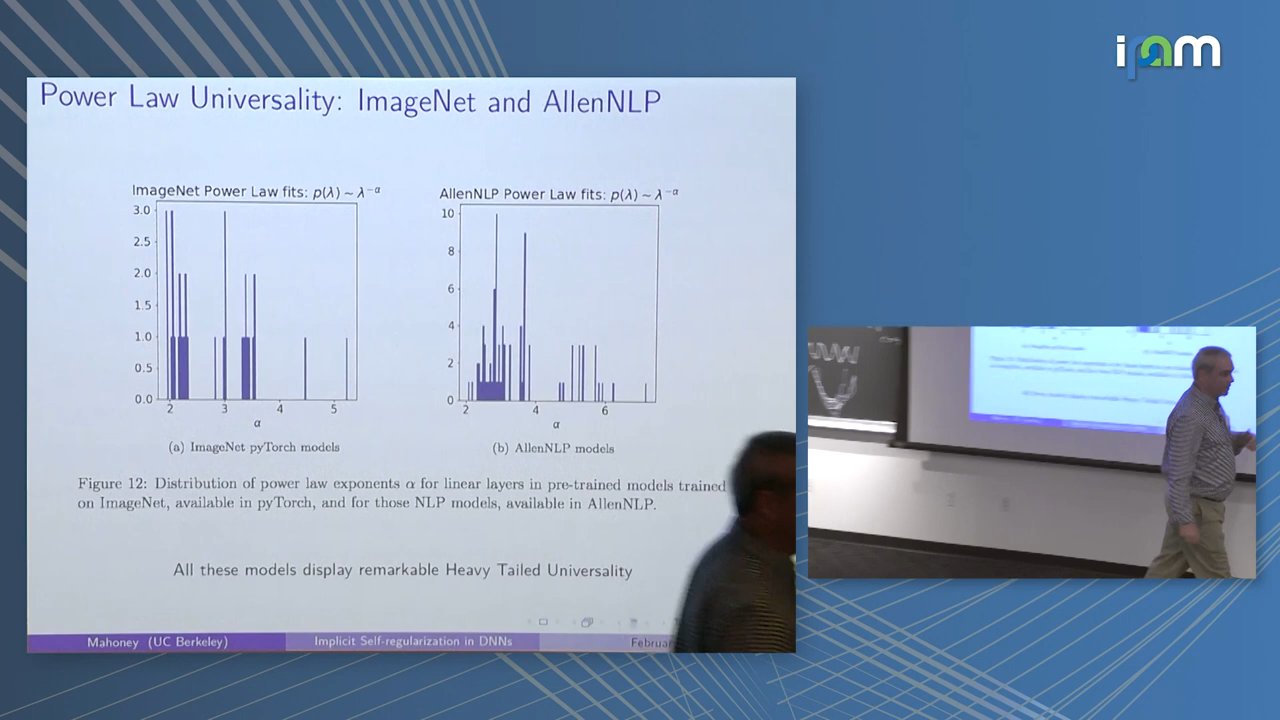 ipam
Power Law Universality: ImageNet and AllenNLP
ImageNet Power Law fits: p(λ) ~ λ^−α
3.0
2.5
2.0
1.5
1.0
0.5
0.0
2 3 4 5
α
(a) ImageNet pyTorch models
AllenNLP Power Law fits: p(λ) ~ λ^−α
10
8
6
4
2
0
2 4 6
α
(b) AllenNLP models
Figure 12: Distribution of power law exponents α for linear layers in pre-trained models trained
on ImageNet, available in pyTorch, and for those NLP models, available in AllenNLP.
All these models display remarkable Heavy Tailed Universality
Mahoney (UC Berkeley) Implicit Self-regularization in DNNs